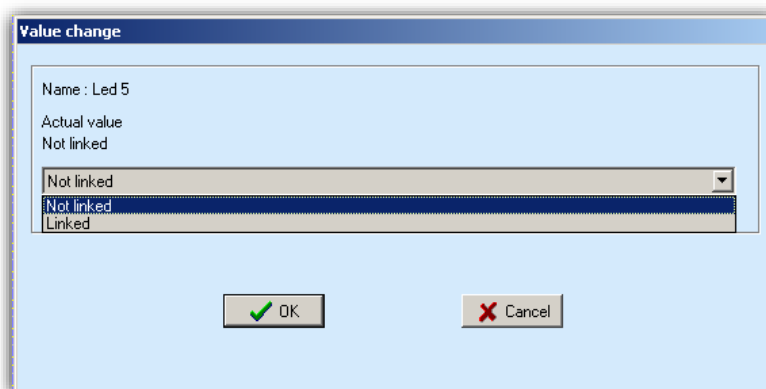 Value change
Name : Led 5
Actual value
Not linked
Not linked
Not linked
Linked
OK
Cancel